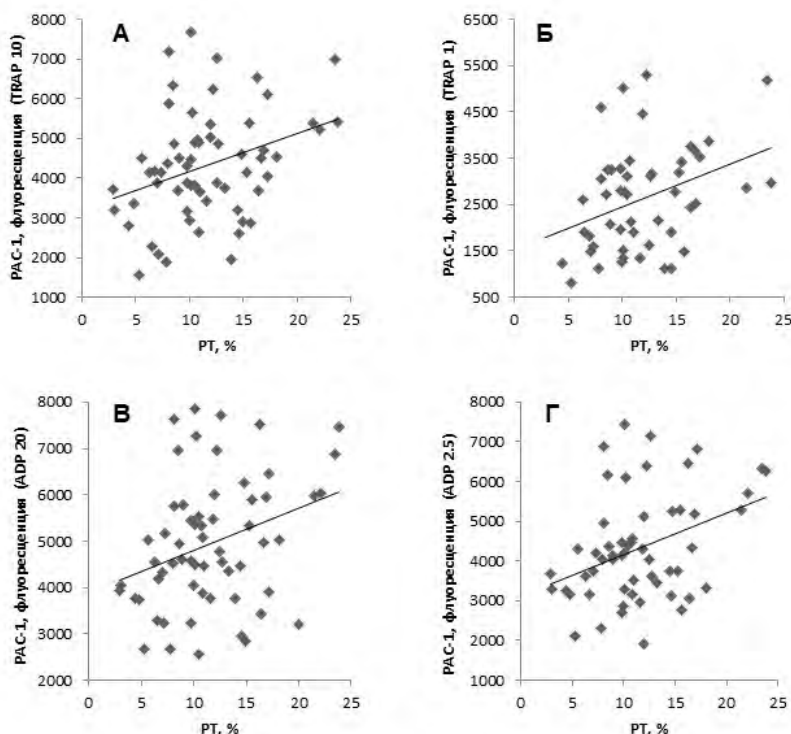 А
PAC-1, флуоресценция (TRAP 10)
8000
7000
6000
5000
4000
3000
2000
1000
0 5 10 15 20 25
PT, %
Б
PAC-1, флуоресценция (TRAP 1)
6500
5500
4500
3500
2500
1500
500
0 5 10 15 20 25
PT, %
В
PAC-1, флуоресценция (ADP 20)
8000
7000
6000
5000
4000
3000
2000
0 5 10 15 20 25
PT, %
Г
PAC-1, флуоресценция (ADP 2.5)
8000
7000
6000
5000
4000
3000
2000
1000
0 5 10 15 20 25
PT, %